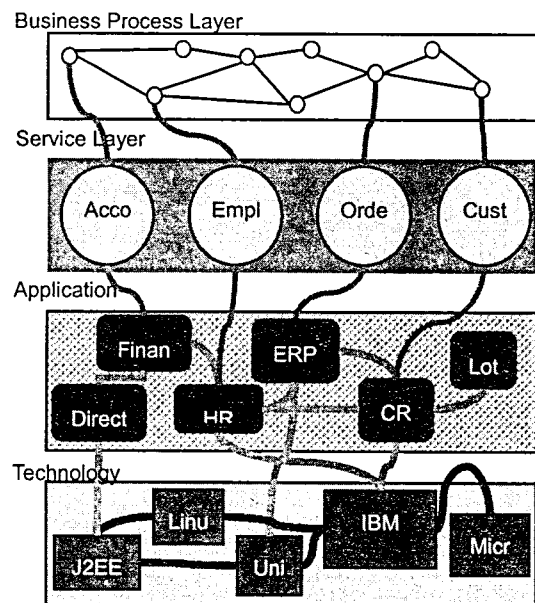 Business Process Layer
Service Layer
Acco Empl Orde Cust
Application
Finan ERP Lot
Direct HR CR
Technology
Linu IBM
J2EE Uni Micr